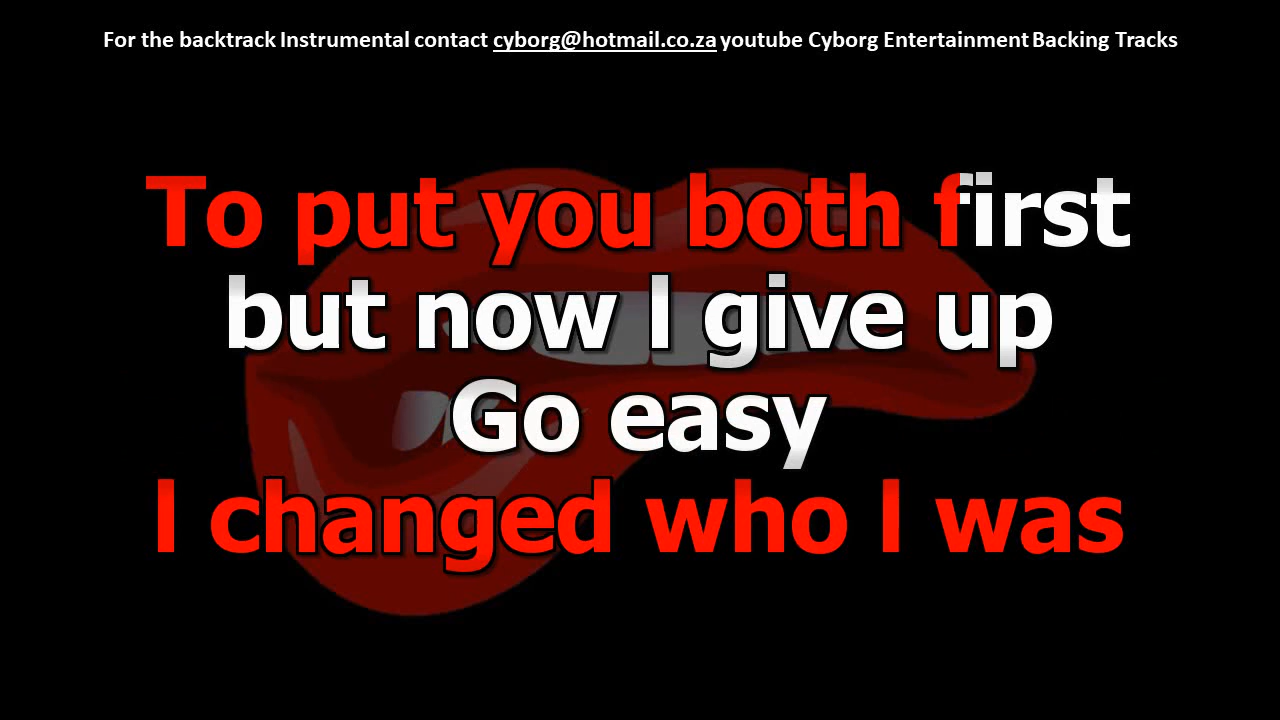 For the backtrack Instrumental contact cyborg@hotmail.co.za youtube Cyborg Entertainment Backing Tracks
To put you both first
but now I give up
Go easy
I changed who I was